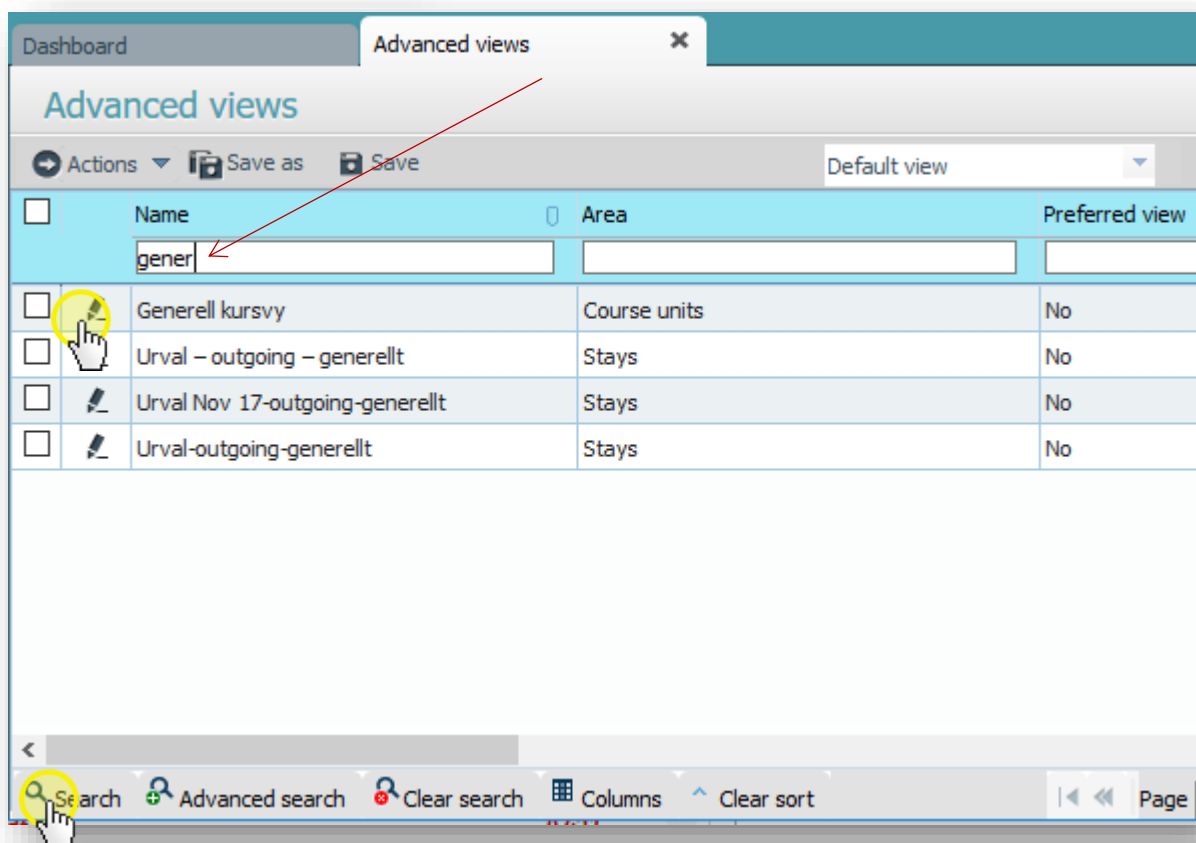 Dashboard Advanced views
Advanced views
Actions Save as Save Default view
Name Area Preferred view
gener
Generell kursvy Course units No
Urval – outgoing – generellt Stays No
Urval Nov 17-outgoing-generellt Stays No
Urval-outgoing-generellt Stays No
Search Advanced search Clear search Columns Clear sort Page